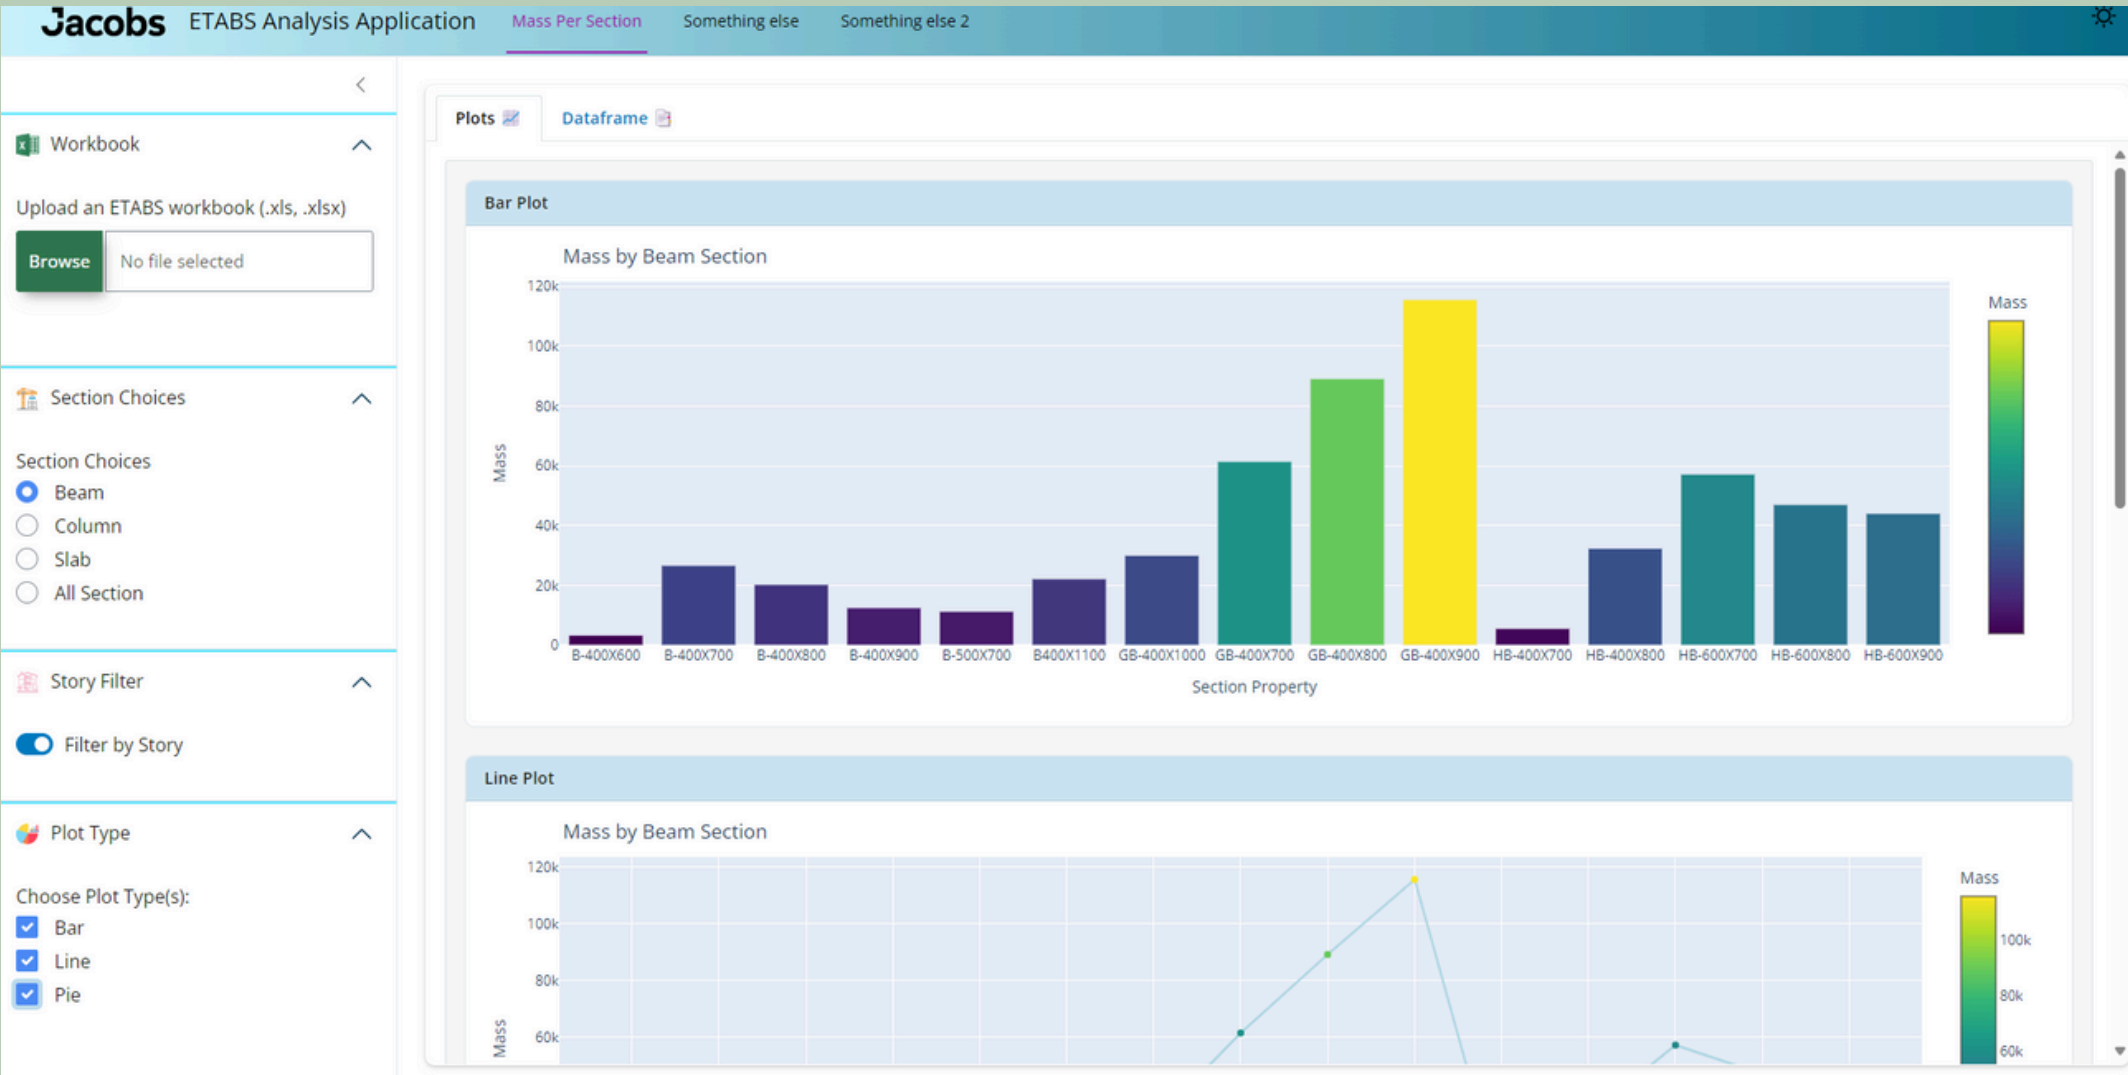 Jacobs ETABS Analysis Application Mass Per Section Something else Something else 2
Workbook
Upload an ETABS workbook (.xls, .xlsx)
Browse No file selected
Section Choices
Section Choices
Beam
Column
Slab
All Section
Story Filter
Filter by Story
Plot Type
Choose Plot Type(s):
Bar
Line
Pie
Plots Dataframe
Bar Plot
Mass by Beam Section
120k
100k
80k
60k
40k
20k
0
Mass
B-400X600 B-400X700 B-400X800 B-400X900 B-500X700 B400X1100 GB-400X1000 GB-400X700 GB-400X800 GB-400X900 HB-400X700 HB-400X800 HB-600X700 HB-600X800 HB-600X900
Section Property
Mass
Line Plot
Mass by Beam Section
120k
100k
80k
60k
Mass
Mass
100k
80k
60k